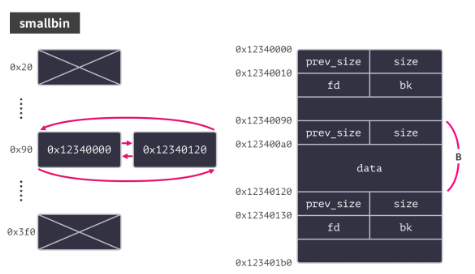 smallbin
0x20
0x90
0x12340000
0x12340120
0x3f0
0x12340000
prev_size size
0x12340010
fd bk
0x12340090
prev_size size
0x123400a0
data
B
0x12340120
prev_size size
0x12340130
fd bk
0x123401b0